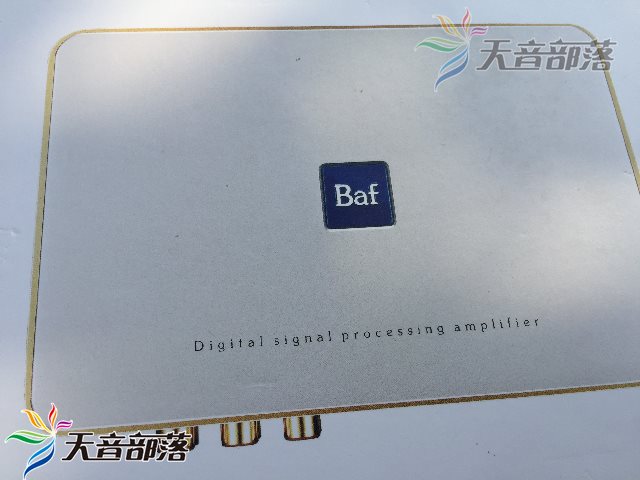 天音部落
Baf
Digital signal processing amplifier
天音部落